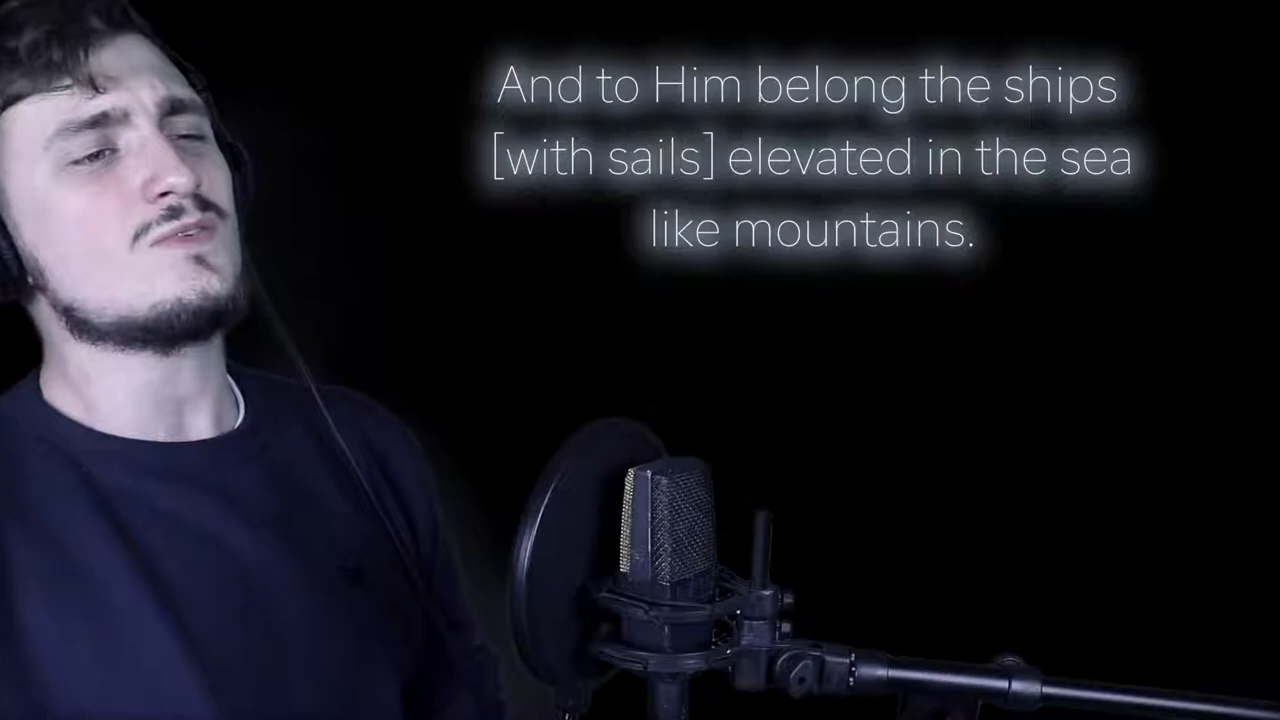 And to Him belong the ships
[with sails] elevated in the sea
like mountains.